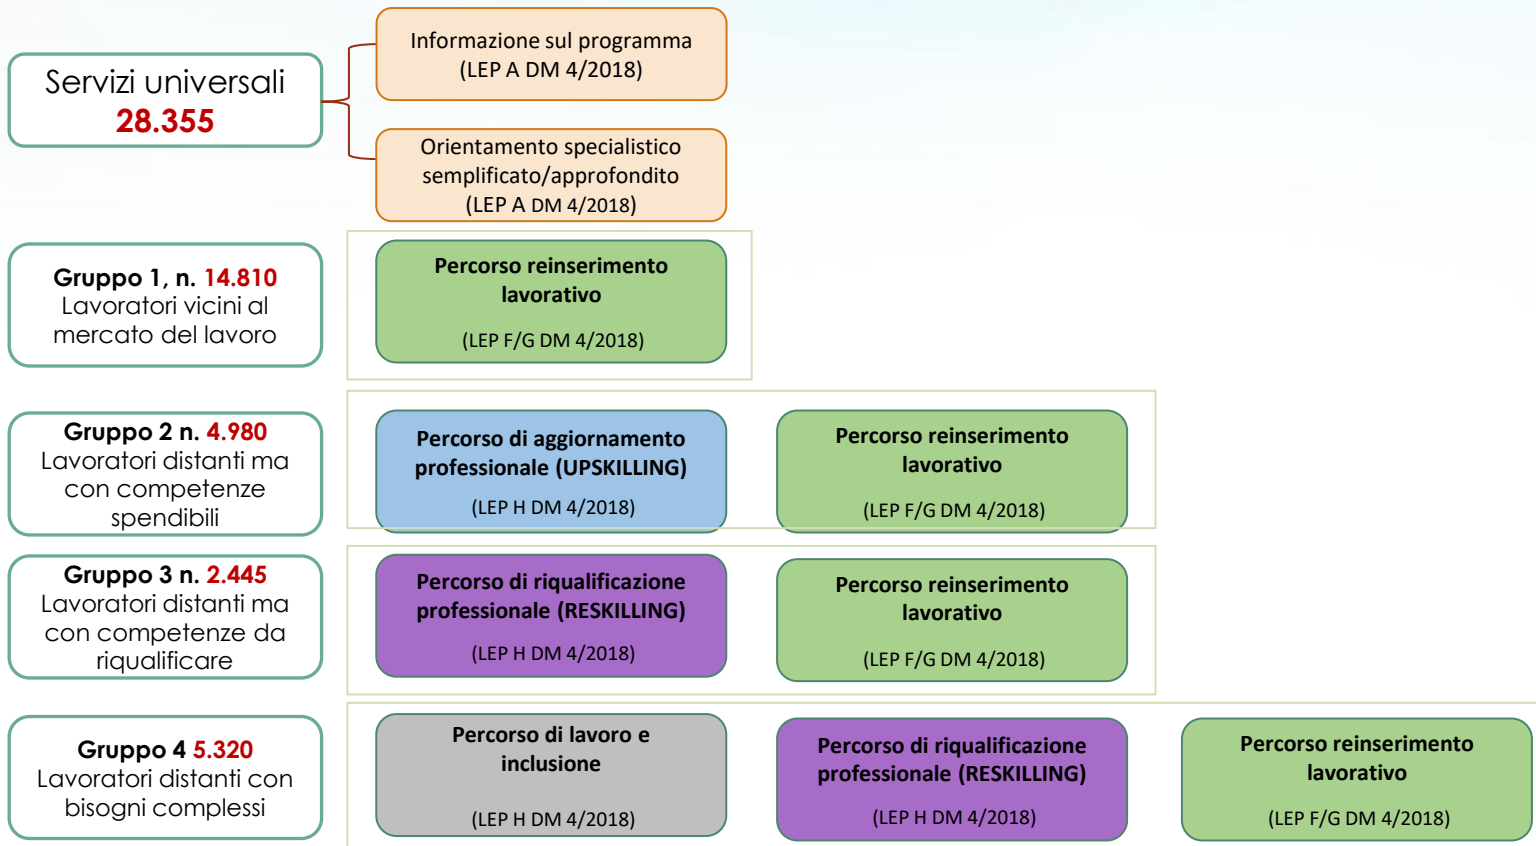 Servizi universali
28.355
Informazione sul programma
(LEP A DM 4/2018)
Orientamento specialistico
semplificato/approfondito
(LEP A DM 4/2018)
Gruppo 1, n. 14.810
Lavoratori vicini al
mercato del lavoro
Percorso reinserimento
lavorativo
(LEP F/G DM 4/2018)
Gruppo 2 n. 4.980
Lavoratori distanti ma
con competenze
spendibili
Percorso di aggiornamento
professionale (UPSKILLING)
(LEP H DM 4/2018)
Percorso reinserimento
lavorativo
(LEP F/G DM 4/2018)
Gruppo 3 n. 2.445
Lavoratori distanti ma
con competenze da
riqualificare
Percorso di riqualificazione
professionale (RESKILLING)
(LEP H DM 4/2018)
Percorso reinserimento
lavorativo
(LEP F/G DM 4/2018)
Gruppo 4 5.320
Lavoratori distanti con
bisogni complessi
Percorso di lavoro e
inclusione
(LEP H DM 4/2018)
Percorso di riqualificazione
professionale (RESKILLING)
(LEP H DM 4/2018)
Percorso reinserimento
lavorativo
(LEP F/G DM 4/2018)